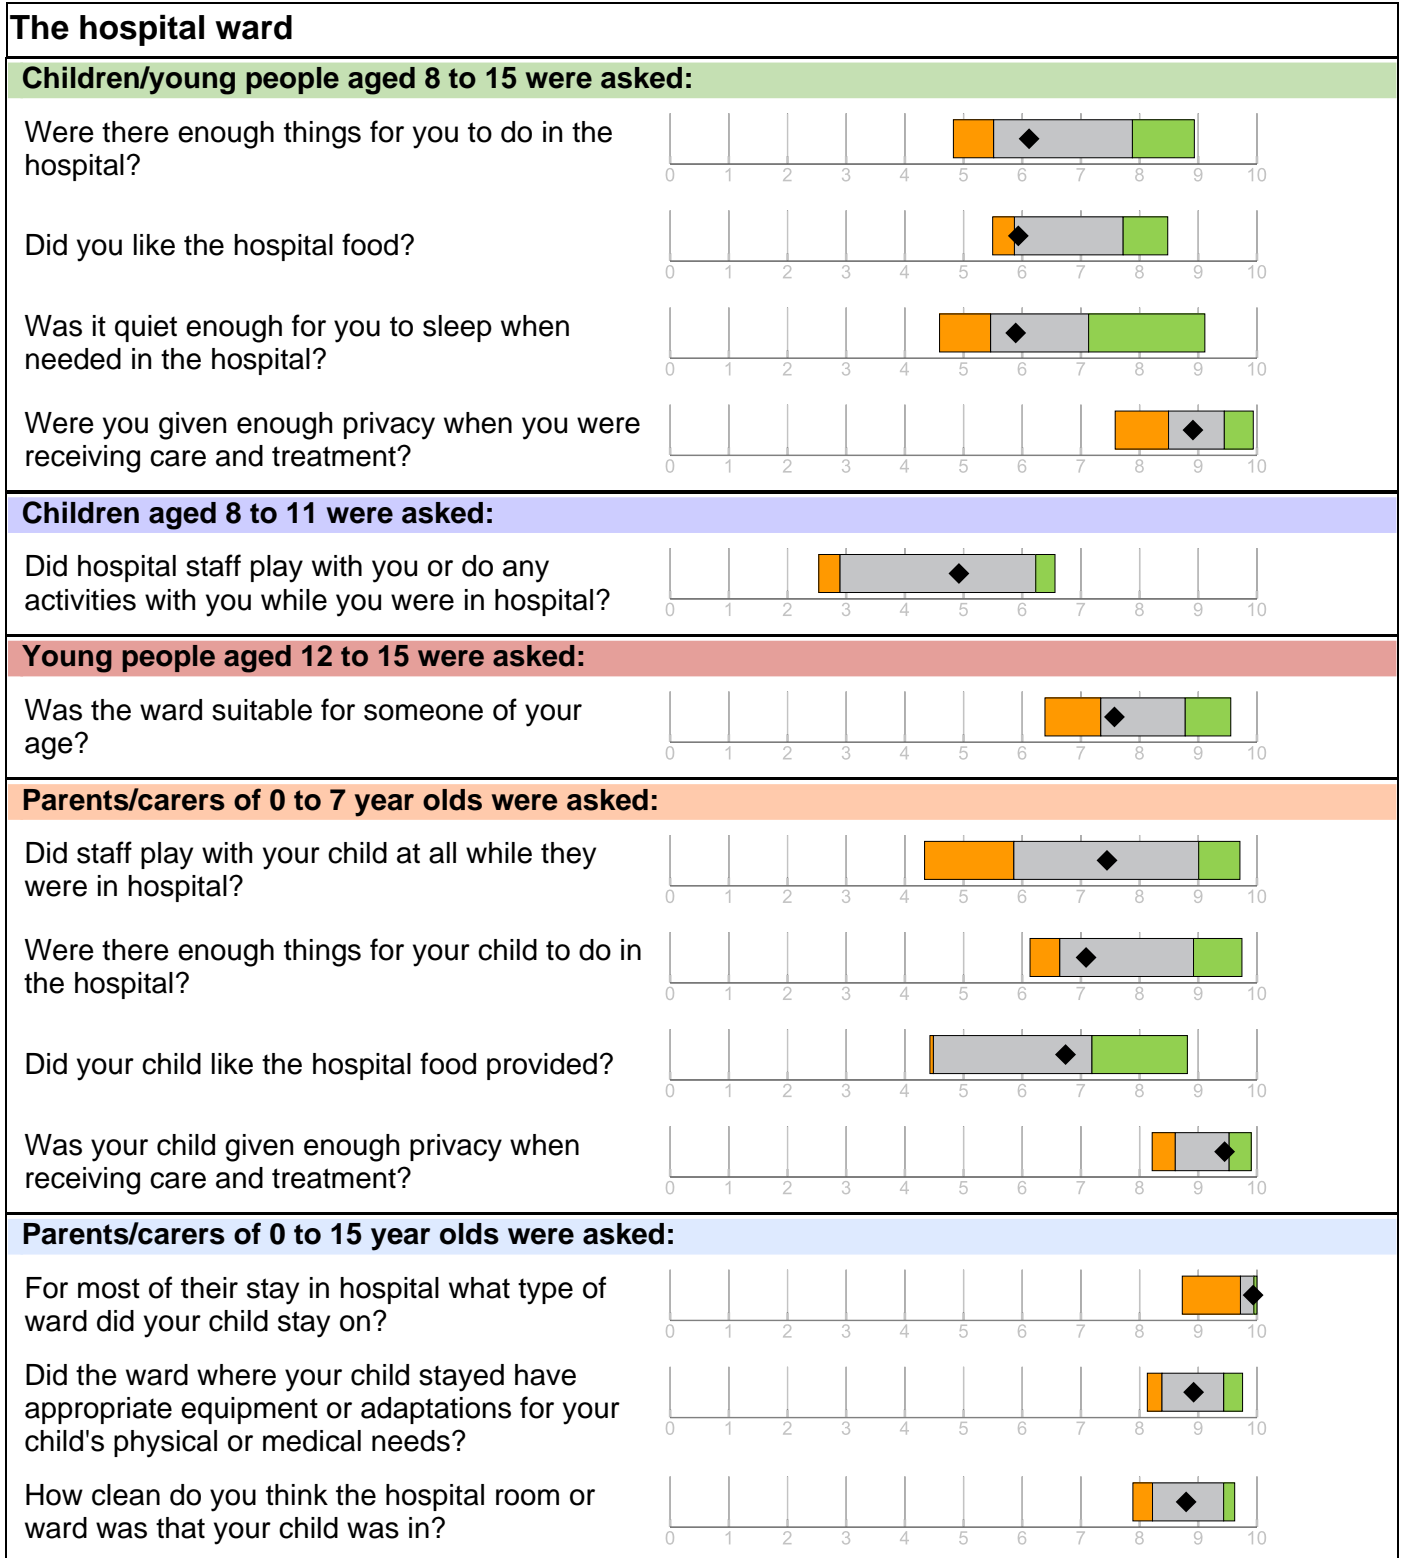 The hospital ward
Children/young people aged 8 to 15 were asked:
Were there enough things for you to do in the
hospital?
0 1 2 3 4 5 6 7 8 9 10
Did you like the hospital food?
0 1 2 3 4 5 6 7 8 9 10
Was it quiet enough for you to sleep when
needed in the hospital?
0 1 2 3 4 5 6 7 8 9 10
Were you given enough privacy when you were
receiving care and treatment?
0 1 2 3 4 5 6 7 8 9 10
Children aged 8 to 11 were asked:
Did hospital staff play with you or do any
activities with you while you were in hospital?
0 1 2 3 4 5 6 7 8 9 10
Young people aged 12 to 15 were asked:
Was the ward suitable for someone of your
age?
0 1 2 3 4 5 6 7 8 9 10
Parents/carers of 0 to 7 year olds were asked:
Did staff play with your child at all while they
were in hospital?
0 1 2 3 4 5 6 7 8 9 10
Were there enough things for your child to do in
the hospital?
0 1 2 3 4 5 6 7 8 9 10
Did your child like the hospital food provided?
0 1 2 3 4 5 6 7 8 9 10
Was your child given enough privacy when
receiving care and treatment?
0 1 2 3 4 5 6 7 8 9 10
Parents/carers of 0 to 15 year olds were asked:
For most of their stay in hospital what type of
ward did your child stay on?
0 1 2 3 4 5 6 7 8 9 10
Did the ward where your child stayed have
appropriate equipment or adaptations for your
child's physical or medical needs?
0 1 2 3 4 5 6 7 8 9 10
How clean do you think the hospital room or
ward was that your child was in?
0 1 2 3 4 5 6 7 8 9 10